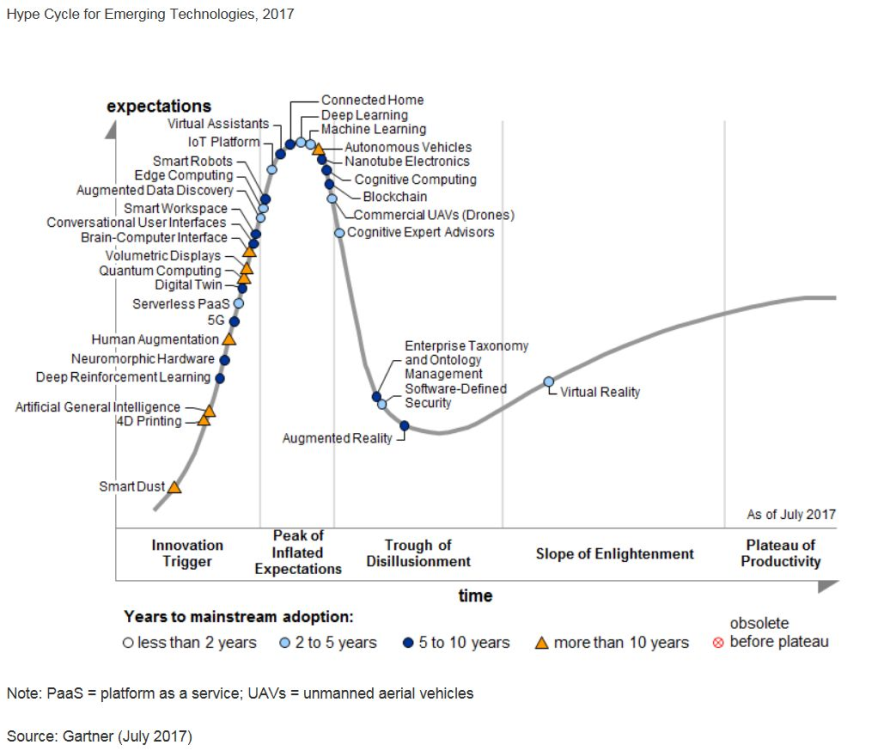 Hype Cycle for Emerging Technologies, 2017
expectations
Connected Home
Deep Learning
Virtual Assistants
Machine Learning
IoT Platform
Autonomous Vehicles
Smart Robots
Nanotube Electronics
Edge Computing
Cognitive Computing
Augmented Data Discovery
Blockchain
Smart Workspace
Commercial UAVs (Drones)
Conversational User Interfaces
Cognitive Expert Advisors
Brain-Computer Interface
Volumetric Displays
Quantum Computing
Digital Twin
Serverless PaaS
5G
Human Augmentation
Neuromorphic Hardware
Deep Reinforcement Learning
Artificial General Intelligence
4D Printing
Smart Dust
Enterprise Taxonomy
and Ontology
Management
Software-Defined
Security
Augmented Reality
Virtual Reality
As of July 2017
Innovation
Trigger
Peak of
Inflated
Expectations
Trough of
Disillusionment
Slope of Enlightenment
Plateau of
Productivity
time
Years to mainstream adoption:
less than 2 years
2 to 5 years
5 to 10 years
more than 10 years
obsolete
before plateau
Note: PaaS = platform as a service; UAVs = unmanned aerial vehicles
Source: Gartner (July 2017)